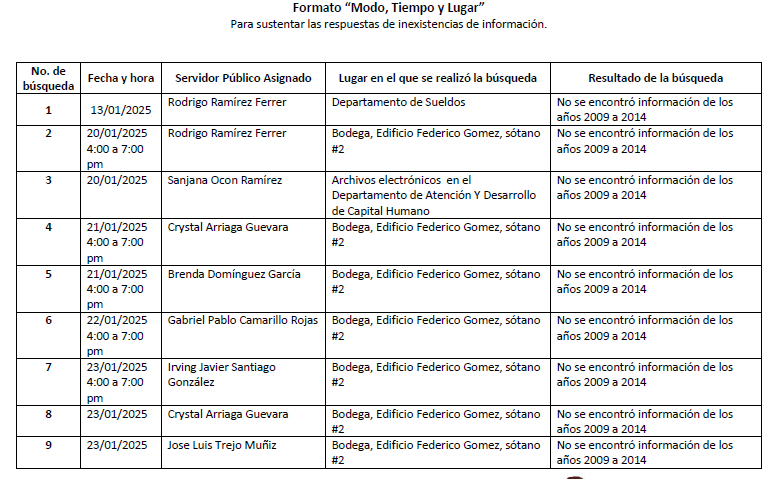 Formato “Modo, Tiempo y Lugar”
Para sustentar las respuestas de inexistencias de información.
No. de búsqueda Fecha y hora Servidor Público Asignado Lugar en el que se realizó la búsqueda Resultado de la búsqueda
1 13/01/2025 Rodrigo Ramírez Ferrer Departamento de Sueldos No se encontró información de los
años 2009 a 2014
2 20/01/2025 Rodrigo Ramírez Ferrer Bodega, Edificio Federico Gomez, sótano No se encontró información de los
4:00 a 7:00 #2 años 2009 a 2014
pm
3 20/01/2025 Sanjana Ocon Ramírez Archivos electrónicos en el No se encontró información de los
Departamento de Atención Y Desarrollo años 2009 a 2014
de Capital Humano
4 21/01/2025 Crystal Arriaga Guevara Bodega, Edificio Federico Gomez, sótano No se encontró información de los
4:00 a 7:00 #2 años 2009 a 2014
pm
5 21/01/2025 Brenda Domínguez García Bodega, Edificio Federico Gomez, sótano No se encontró información de los
4:00 a 7:00 #2 años 2009 a 2014
pm
6 22/01/2025 Gabriel Pablo Camarillo Rojas Bodega, Edificio Federico Gomez, sótano No se encontró información de los
4:00 a 7:00 #2 años 2009 a 2014
pm
7 23/01/2025 Irving Javier Santiago Bodega, Edificio Federico Gomez, sótano No se encontró información de los
4:00 a 7:00 González #2 años 2009 a 2014
pm
8 23/01/2025 Crystal Arriaga Guevara Bodega, Edificio Federico Gomez, sótano No se encontró información de los
#2 años 2009 a 2014
9 23/01/2025 Jose Luis Trejo Muñiz Bodega, Edificio Federico Gomez, sótano No se encontró información de los
#2 años 2009 a 2014